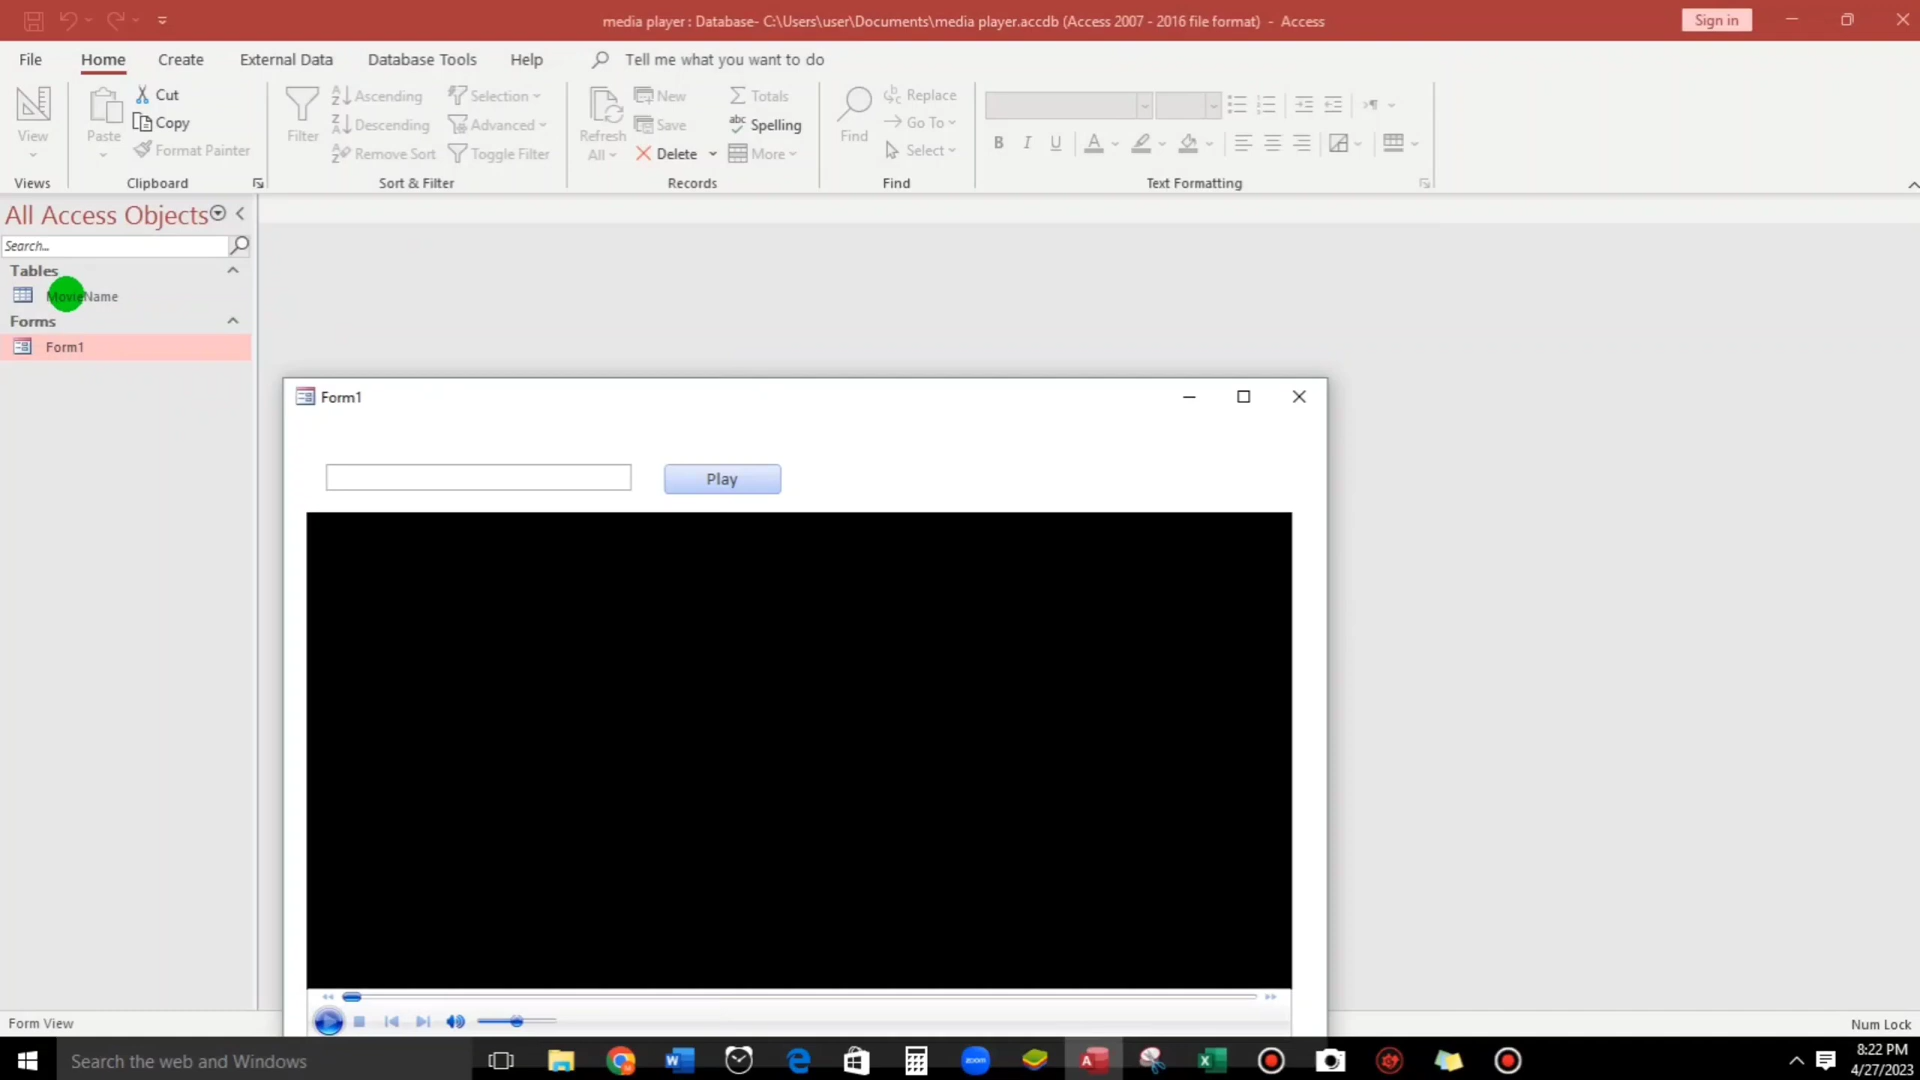 media player : Database- C:\Users\user\Documents\media player.accdb (Access 2007 - 2016 file format) - Access
Sign in
File Home Create External Data Database Tools Help Tell me what you want to do
View
Views
Paste
Cut
Copy
Format Painter
Clipboard
Filter
Ascending
Descending
Remove Sort
Selection
Advanced
Toggle Filter
Sort & Filter
Refresh
All
New
Save
Delete
Totals
Spelling
More
Records
Find
Replace
Go To
Select
Find
B I U
Text Formatting
All Access Objects
Search...
Tables
MovieName
Forms
Form1
Form1
Play
Form View
Num Lock
Search the web and Windows
zoom
8:22 PM
4/27/2023